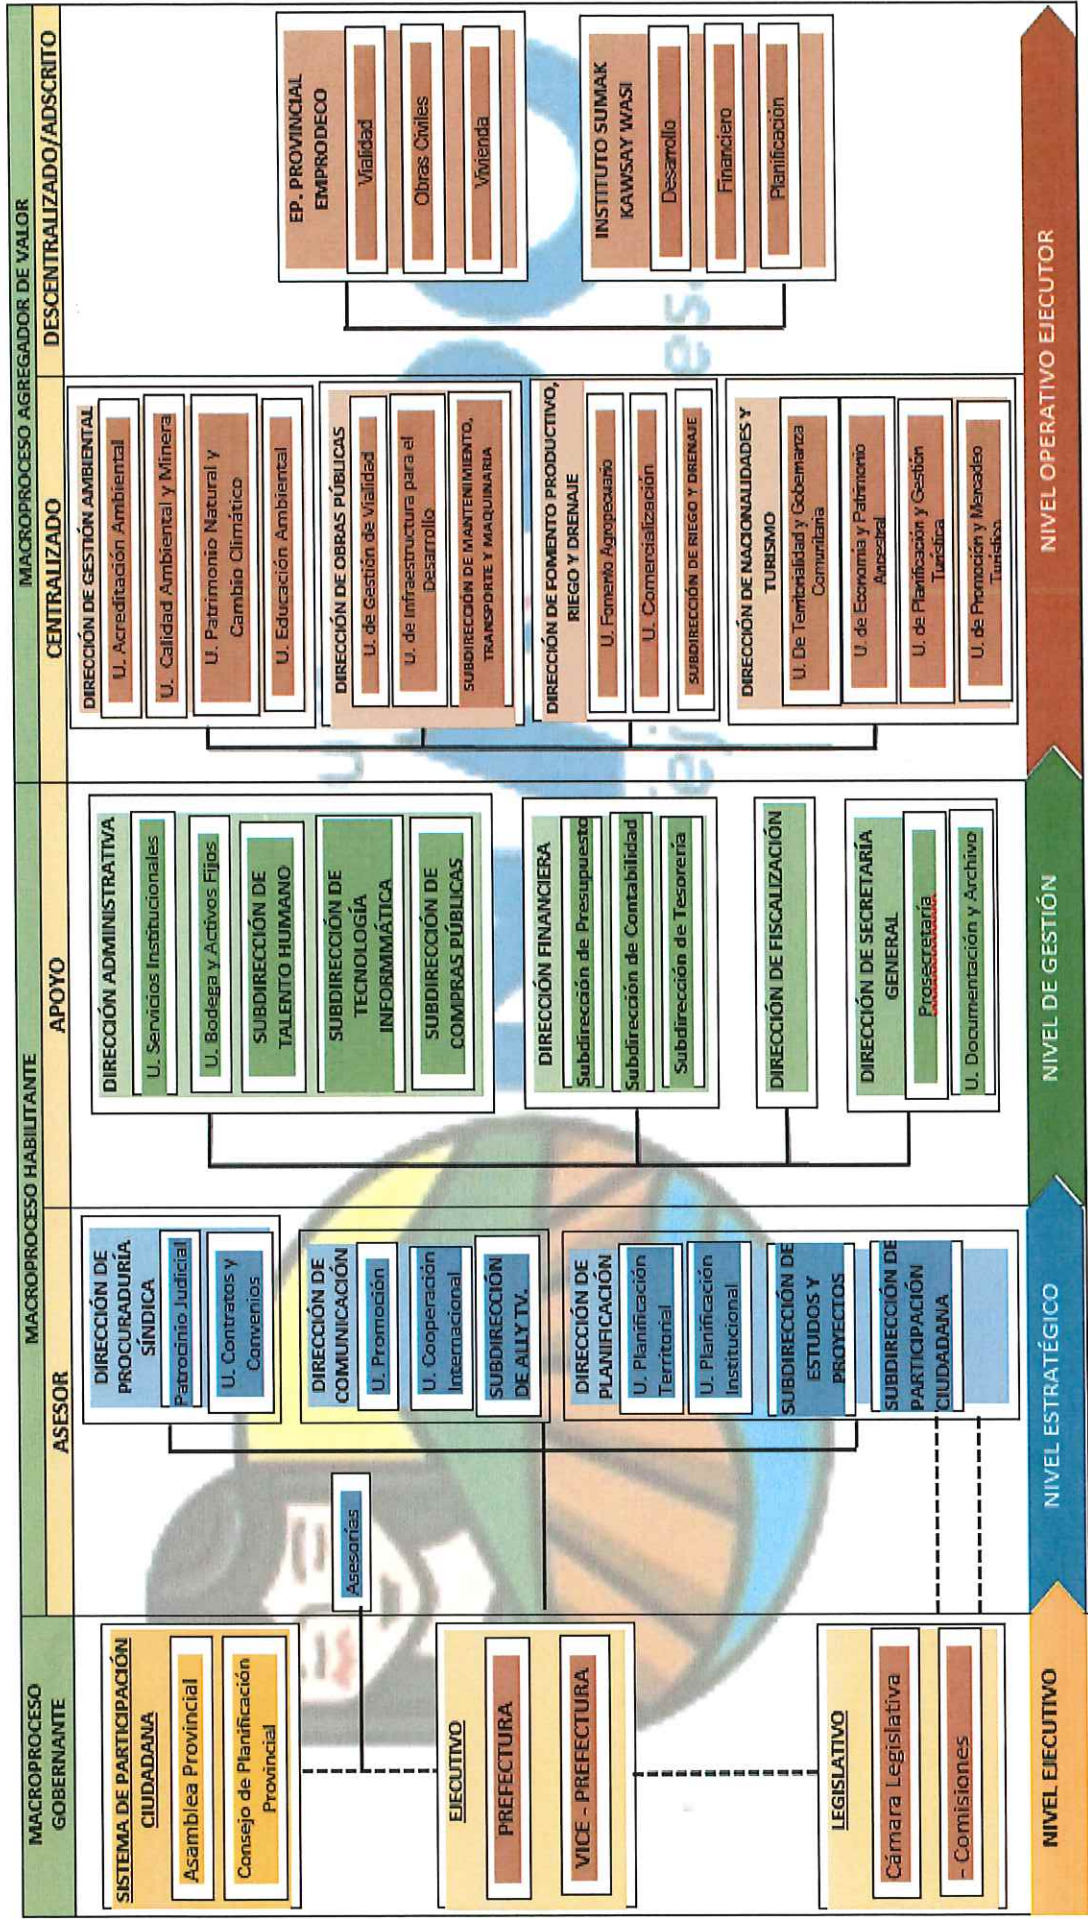 MACROPROCESO
GOBERNANTE
MACROPROCESO HABILITANTE
MACROPROCESO AGREGADOR DE VALOR
ASESOR
APOYO
CENTRALIZADO
DESCENTRALIZADO/ADSCRITO
SISTEMA DE PARTICIPACIÓN
CIUDADANA
Asamblea Provincial
Consejo de Planificación
Provincial
EJECUTIVO
PREFECTURA
VICE - PREFECTURA
LEGISLATIVO
Cámara Legislativa
- Comisiones
Asesorías
DIRECCIÓN DE
PROCURADURÍA
SÍNDICA
Patrocinio Judicial
U. Contratos y
Convenios
DIRECCIÓN DE
COMUNICACIÓN
U. Promoción
U. Cooperación
Internacional
SUBDIRECCIÓN
DE ALLY TV.
DIRECCIÓN DE
PLANIFICACIÓN
U. Planificación
Territorial
U. Planificación
Institucional
SUBDIRECCIÓN DE
ESTUDIOS Y
PROYECTOS
SUBDIRECCIÓN DE
PARTICIPACIÓN
CIUDADANA
DIRECCIÓN ADMINISTRATIVA
U. Servicios Institucionales
U. Bodega y Activos Fijos
SUBDIRECCIÓN DE
TALENTO HUMANO
SUBDIRECCIÓN DE
TECNOLOGÍA
INFORMMÁTICA
SUBDIRECCIÓN DE
COMPRAS PÚBLICAS
DIRECCIÓN FINANCIERA
Subdirección de Presupuesto
Subdirección de Contabilidad
Subdirección de Tesorería
DIRECCIÓN DE FISCALIZACIÓN
DIRECCIÓN DE SECRETARÍA
GENERAL
Prosecretaría
U. Documentación y Archivo
DIRECCIÓN DE GESTIÓN AMBIENTAL
U. Acreditación Ambiental
U. Calidad Ambiental y Minera
U. Patrimonio Natural y
Cambio Climático
U. Educación Ambiental
DIRECCIÓN DE OBRAS PÚBLICAS
U. de Gestión de Vialidad
U. de Infraestructura para el
Desarrollo
SUBDIRECCIÓN DE MANTENIMIENTO,
TRANSPORTE Y MAQUINARIA
DIRECCIÓN DE FOMENTO PRODUCTIVO,
RIEGO Y DRENAJE
U. Fomento Agropecuario
U. Comercialización
SUBDIRECCIÓN DE RIEGO Y DRENAJE
DIRECCIÓN DE NACIONALIDADES Y
TURISMO
U. De Territorialidad y Gobernanza
Comunitaria
U. de Economía y Patrimonio
Ancestral
U. de Planificación y Gestión
Turística
U. de Promoción y Mercadeo
Turístico
EP. PROVINCIAL
EMPRODECO
Vialidad
Obras Civiles
Vivienda
INSTITUTO SUMAK
KAWSAY WASI
Desarrollo
Financiero
Planificación
NIVEL EJECUTIVO
NIVEL ESTRATÉGICO
NIVEL DE GESTIÓN
NIVEL OPERATIVO EJECUTOR